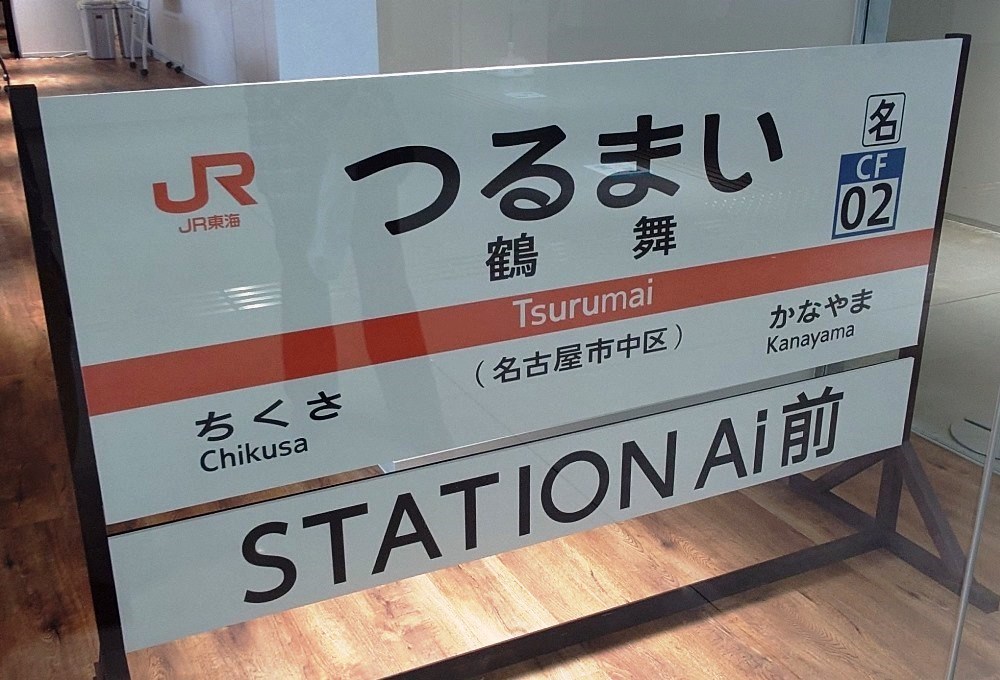 JR
JR東海
つるまい
鶴舞
名
CF
02
Tsurumai
(名古屋市中区)
ちくさ
Chikusa
かなやま
Kanayama
STATION Ai前